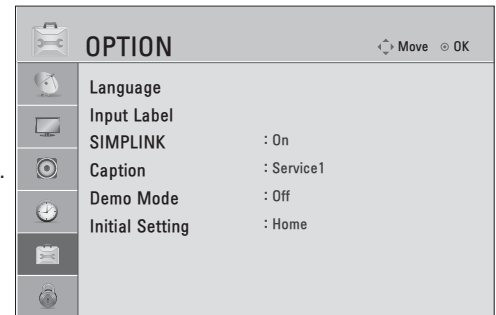 OPTION
Move
OK
Language
Input Label
SIMPLINK : On
Caption : Service1
Demo Mode : Off
Initial Setting : Home